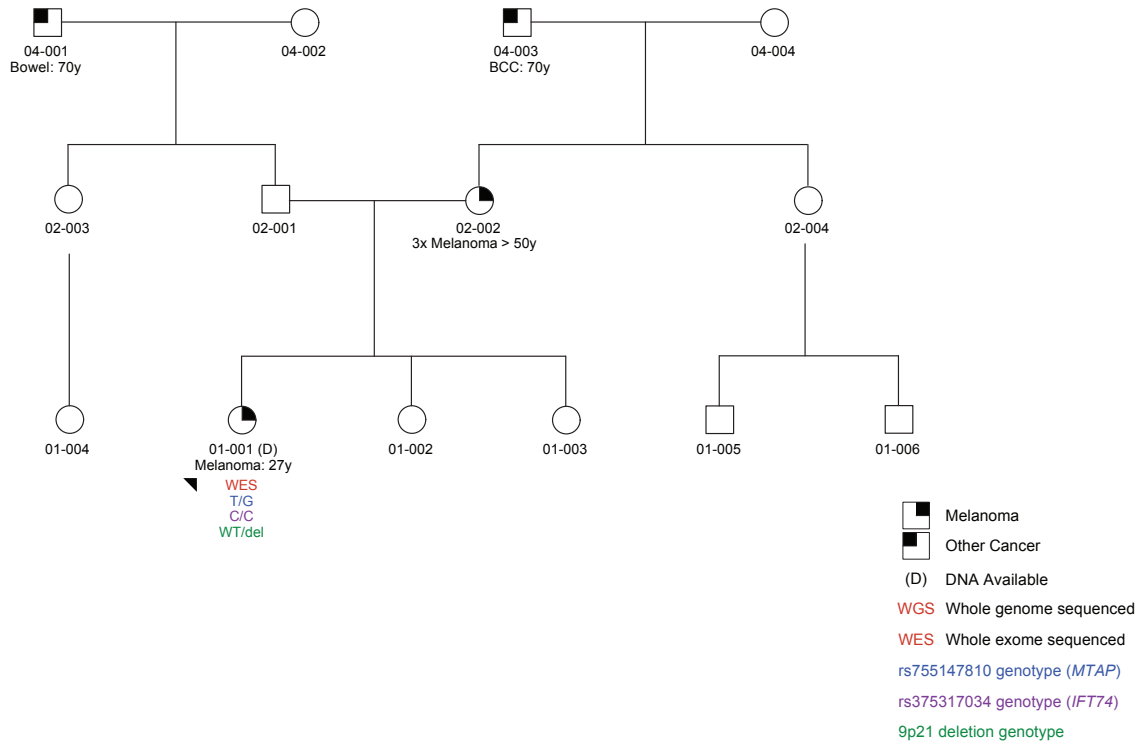 04-001
Bowel: 70y
04-002
04-003
BCC: 70y
04-004
02-003
02-001
02-002
3x Melanoma > 50y
02-004
01-004
01-001 (D)
Melanoma: 27y
WES
T/G
C/C
WT/del
01-002
01-003
01-005
01-006
Melanoma
Other Cancer
(D) DNA Available
WGS Whole genome sequenced
WES Whole exome sequenced
rs755147810 genotype (MTAP)
rs375317034 genotype (IFT74)
9p21 deletion genotype